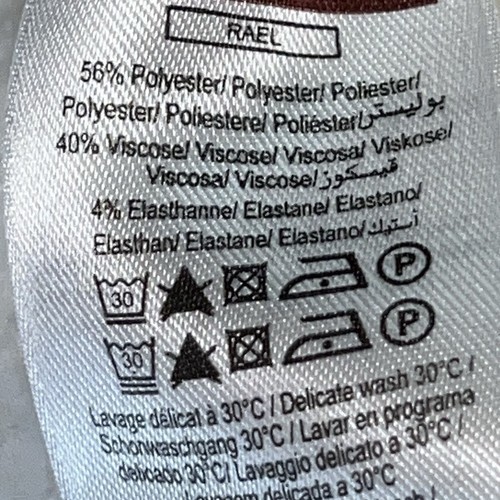 RAEL
56% Polyester/ Polyester/ Poliester/
Polyester/ Poliestere/ Poliéster/بوليستر
40% Viscose/ Viscose/ Viscosa/ Viskose/
Viscosa/ Viscose/فيسكوز
4% Elasthanne/ Elastane/ Elastano/
Elasthan/ Elastane/ Elastano/أستيك
30 P
30 P
Lavage délicat à 30°C / Delicate wash 30°C /
Schonwaschgang 30°C / Lavar en programa
delicado 30°C/ Lavaggio delicato a 30°C /
delicada a 30°C